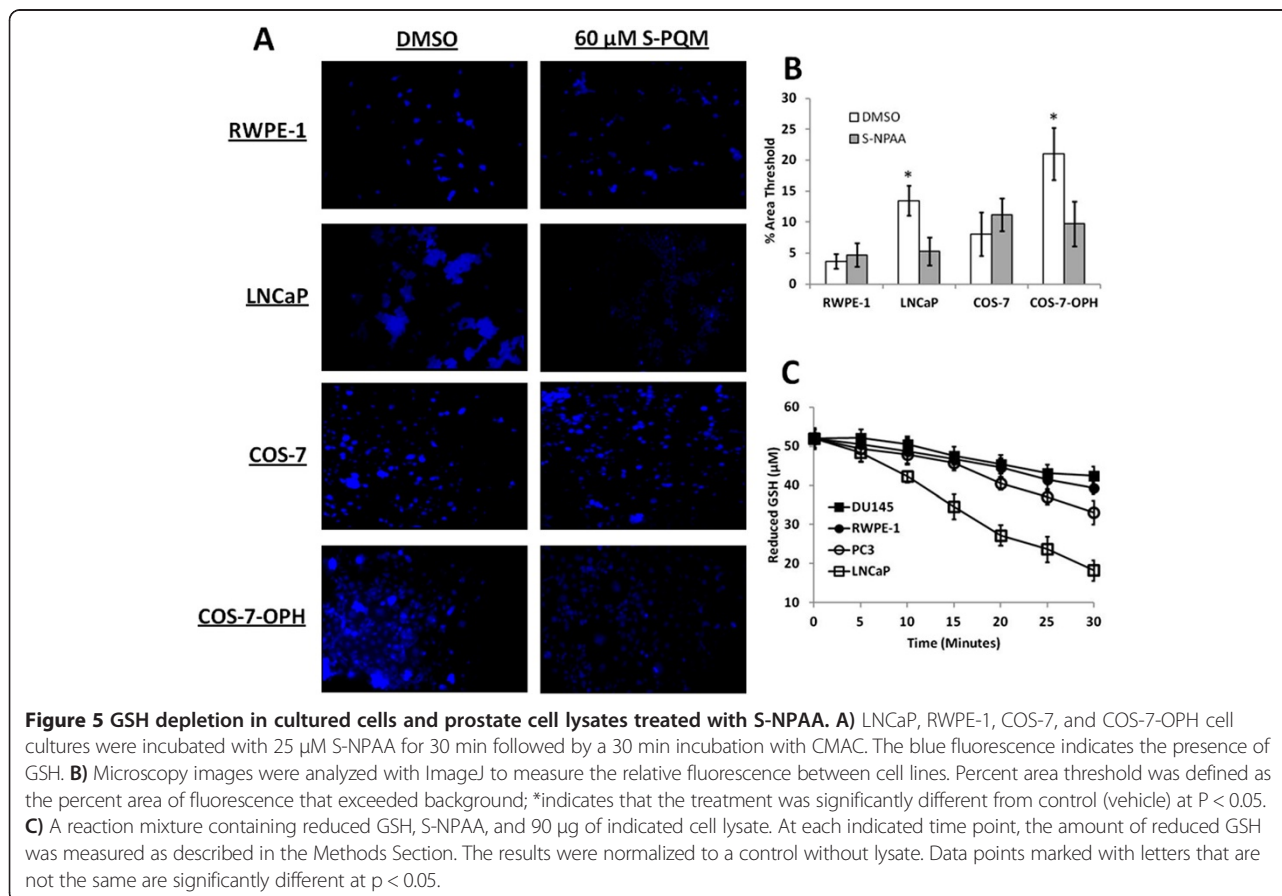 A
DMSO
60 µM S-PQM
RWPE-1
LNCaP
COS-7
COS-7-OPH
B
% Area Threshold
30
25
20
15
10
5
0
DMSO
S-NPAA
*
*
RWPE-1 LNCaP COS-7 COS-7-OPH
C
Reduced GSH (µM)
60
50
40
30
20
10
DU145
RWPE-1
PC3
LNCaP
0 5 10 15 20 25 30
Time (Minutes)
Figure 5 GSH depletion in cultured cells and prostate cell lysates treated with S-NPAA. A) LNCaP, RWPE-1, COS-7, and COS-7-OPH cell
cultures were incubated with 25 µM S-NPAA for 30 min followed by a 30 min incubation with CMAC. The blue fluorescence indicates the presence of
GSH. B) Microscopy images were analyzed with ImageJ to measure the relative fluorescence between cell lines. Percent area threshold was defined as
the percent area of fluorescence that exceeded background; *indicates that the treatment was significantly different from control (vehicle) at P < 0.05.
C) A reaction mixture containing reduced GSH, S-NPAA, and 90 µg of indicated cell lysate. At each indicated time point, the amount of reduced GSH
was measured as described in the Methods Section. The results were normalized to a control without lysate. Data points marked with letters that are
not the same are significantly different at p < 0.05.